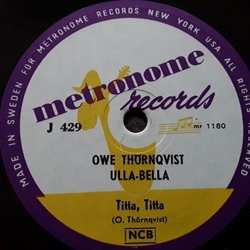 MADE IN SWEDEN FOR METRONOME RECORDS NEW YORK USA ALL RIGHTS
metronome
records
J 429
mr 1180
OWE THÖRNQVIST
ULLA-BELLA
Titta, Titta
(O. Thörnqvist)
NCB